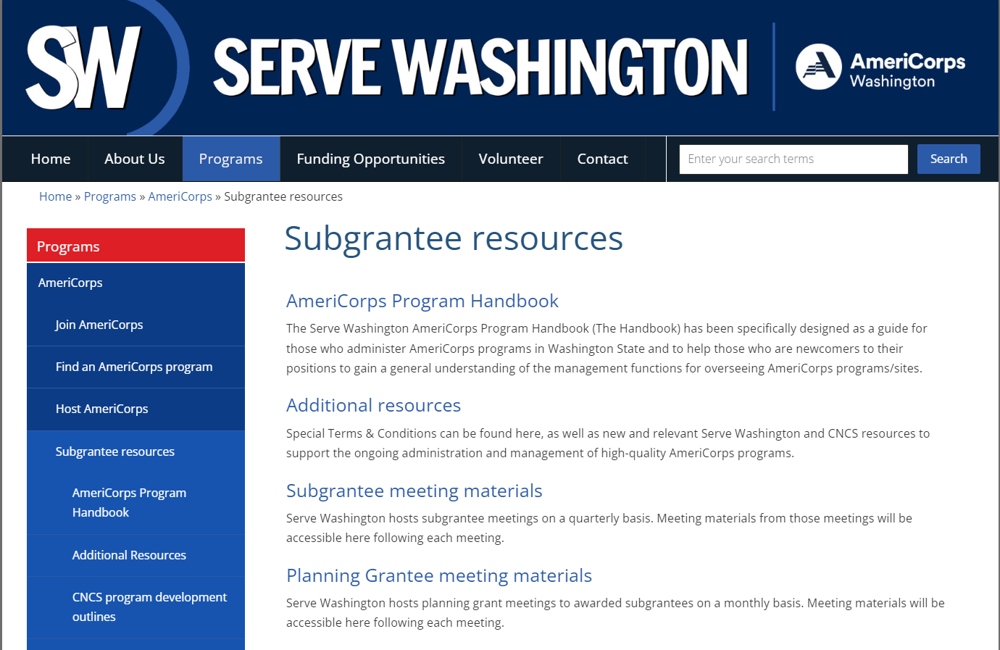 SW
SERVE WASHINGTON
AmeriCorps
Washington
Home
About Us
Programs
Funding Opportunities
Volunteer
Contact
Enter your search terms
Search
Home » Programs » AmeriCorps » Subgrantee resources
Programs
AmeriCorps
Join AmeriCorps
Find an AmeriCorps program
Host AmeriCorps
Subgrantee resources
AmeriCorps Program
Handbook
Additional Resources
CNCS program development
outlines
Subgrantee resources
AmeriCorps Program Handbook
The Serve Washington AmeriCorps Program Handbook (The Handbook) has been specifically designed as a guide for
those who administer AmeriCorps programs in Washington State and to help those who are newcomers to their
positions to gain a general understanding of the management functions for overseeing AmeriCorps programs/sites.
Additional resources
Special Terms & Conditions can be found here, as well as new and relevant Serve Washington and CNCS resources to
support the ongoing administration and management of high-quality AmeriCorps programs.
Subgrantee meeting materials
Serve Washington hosts subgrantee meetings on a quarterly basis. Meeting materials from those meetings will be
accessible here following each meeting.
Planning Grantee meeting materials
Serve Washington hosts planning grant meetings to awarded subgrantees on a monthly basis. Meeting materials will be
accessible here following each meeting.